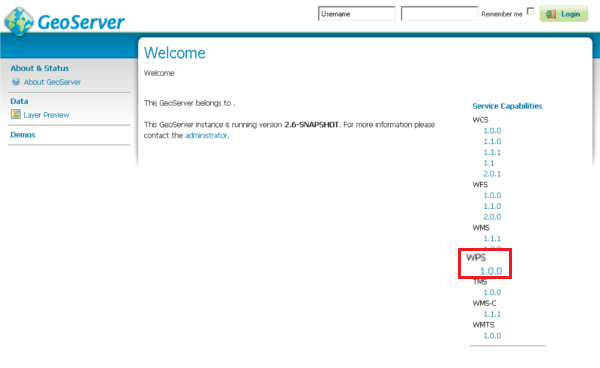 GeoServer
Username
Remember me
Login
About & Status
About GeoServer
Data
Layer Preview
Demos
Welcome
Welcome
This GeoServer belongs to .
This GeoServer instance is running version 2.6-SNAPSHOT. For more information please
contact the administrator.
Service Capabilities
WCS
1.0.0
1.1.0
1.1.1
1.1
2.0.1
WFS
1.0.0
1.1.0
2.0.0
WMS
1.1.1
WPS
1.0.0
TMS
1.0.0
WMS-C
1.1.1
WMTS
1.0.0